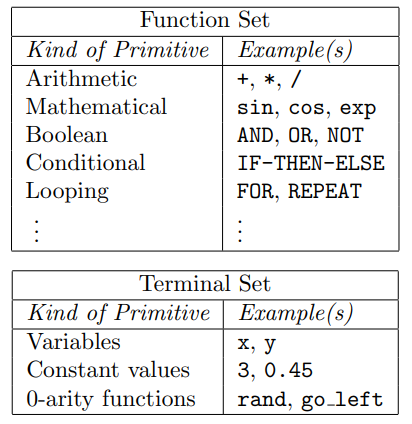 Function Set
Kind of Primitive Example(s)
Arithmetic +, *, /
Mathematical sin, cos, exp
Boolean AND, OR, NOT
Conditional IF-THEN-ELSE
Looping FOR, REPEAT
⋮ ⋮
Terminal Set
Kind of Primitive Example(s)
Variables x, y
Constant values 3, 0.45
0-arity functions rand, go_left